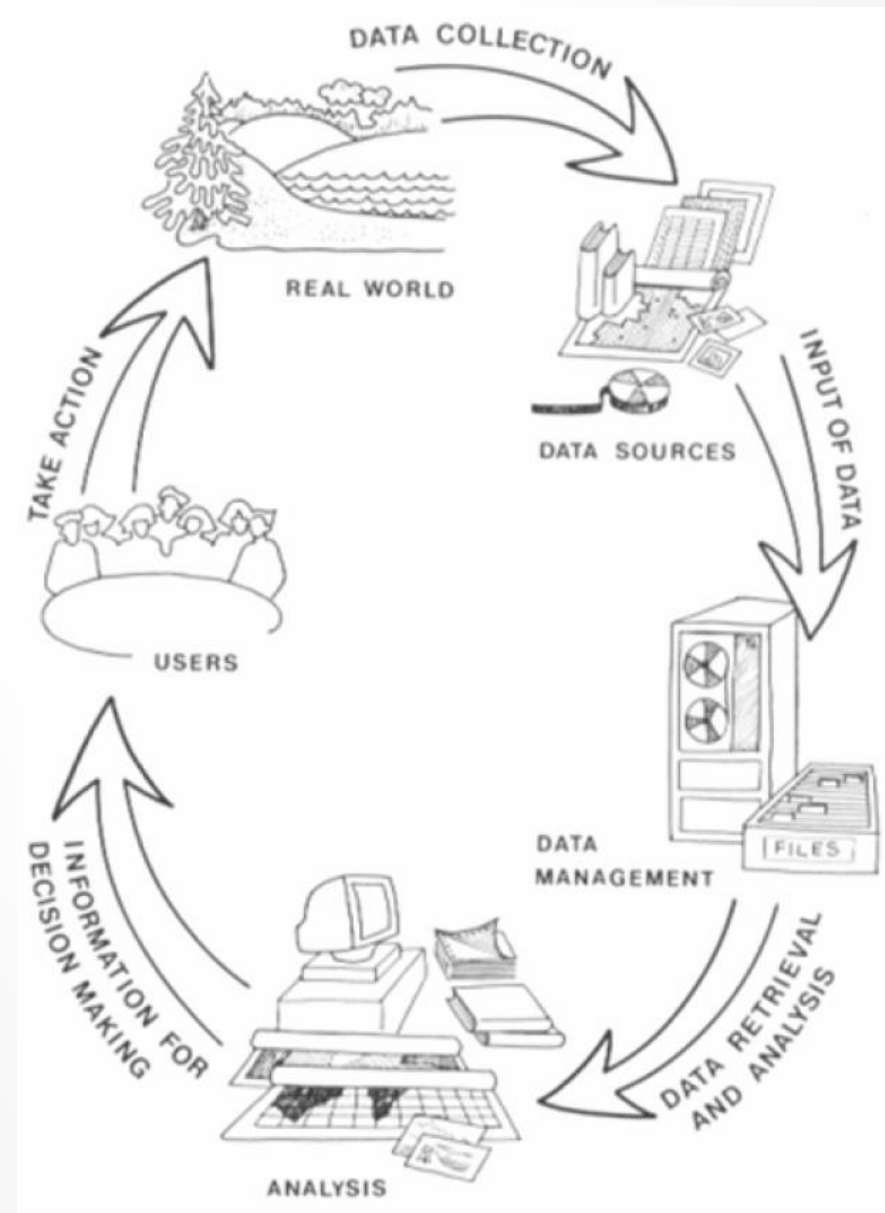 DATA COLLECTION
REAL WORLD
DATA SOURCES
INPUT OF DATA
DATA
MANAGEMENT
FILES
DATA RETRIEVAL
AND ANALYSIS
ANALYSIS
INFORMATION FOR
DECISION MAKING
USERS
TAKE ACTION